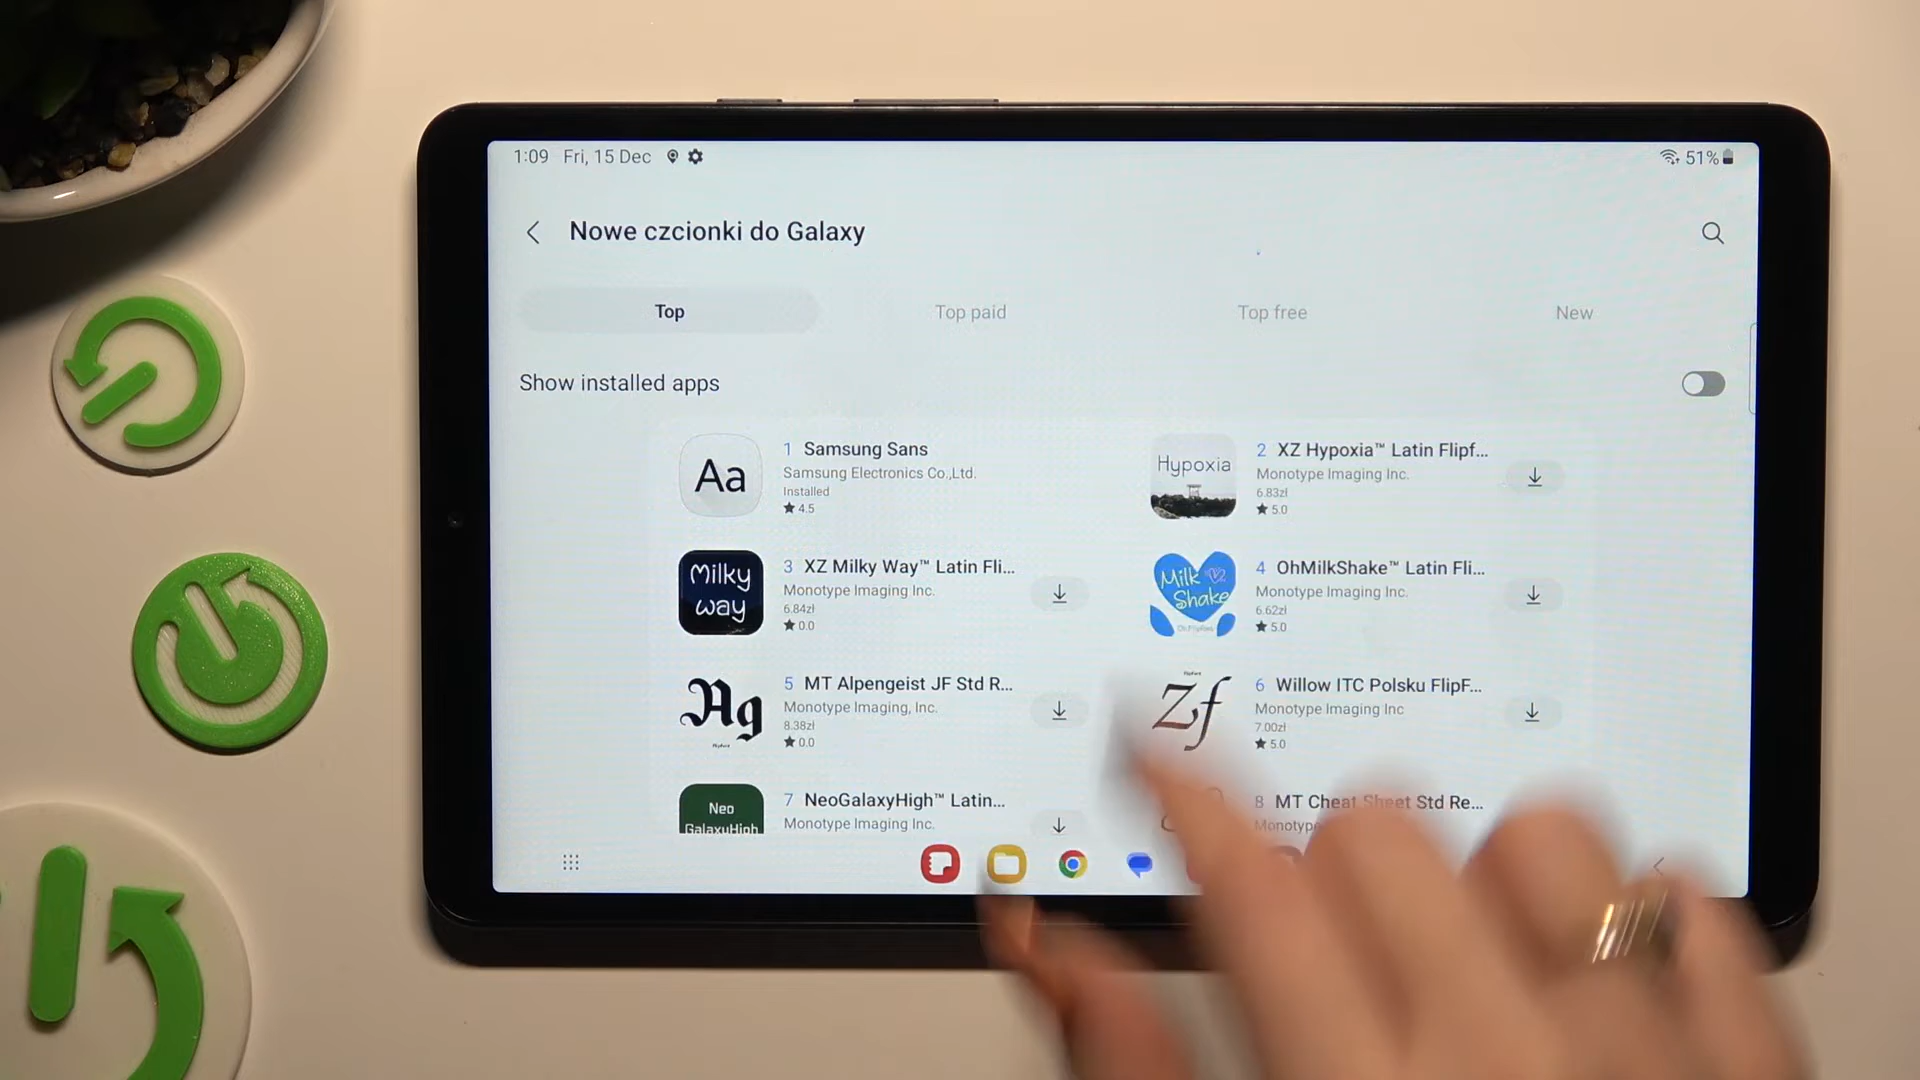 1:09 Fri, 15 Dec 51%
Nowe czcionki do Galaxy
Top Top paid Top free New
Show installed apps
Aa
1 Samsung Sans
Samsung Electronics Co.,Ltd.
Installed
★ 4.5
Hypoxia
2 XZ Hypoxia™ Latin Flipf...
Monotype Imaging Inc.
6.83zł
★ 5.0
Milky
Way
3 XZ Milky Way™ Latin Fli...
Monotype Imaging Inc.
6.84zł
★ 0.0
Milk
Shake
4 OhMilkShake™ Latin Fli...
Monotype Imaging Inc.
6.62zł
★ 5.0
Ag
5 MT Alpengeist JF Std R...
Monotype Imaging, Inc.
8.38zł
★ 0.0
Zf
6 Willow ITC Polsku FlipF...
Monotype Imaging Inc
7.00zł
★ 5.0
Neo
GalaxyHigh
7 NeoGalaxyHigh™ Latin...
Monotype Imaging Inc.
8 MT Cheat Sheet Std Re...
Monotype